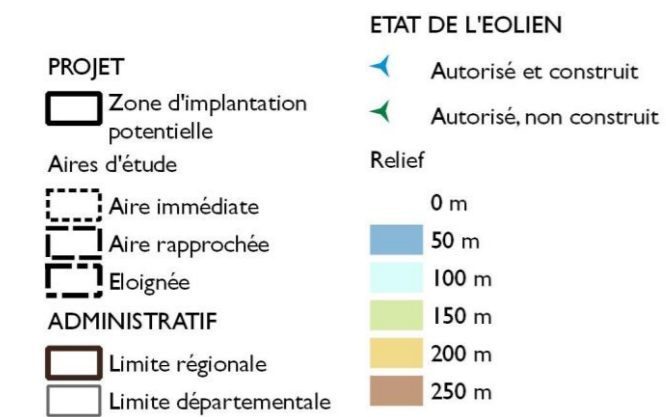 PROJET
Zone d'implantation
potentielle
Aires d'étude
Aire immédiate
Aire rapprochée
Eloignée
ADMINISTRATIF
Limite régionale
Limite départementale
ETAT DE L'EOLIEN
Autorisé et construit
Autorisé, non construit
Relief
0 m
50 m
100 m
150 m
200 m
250 m